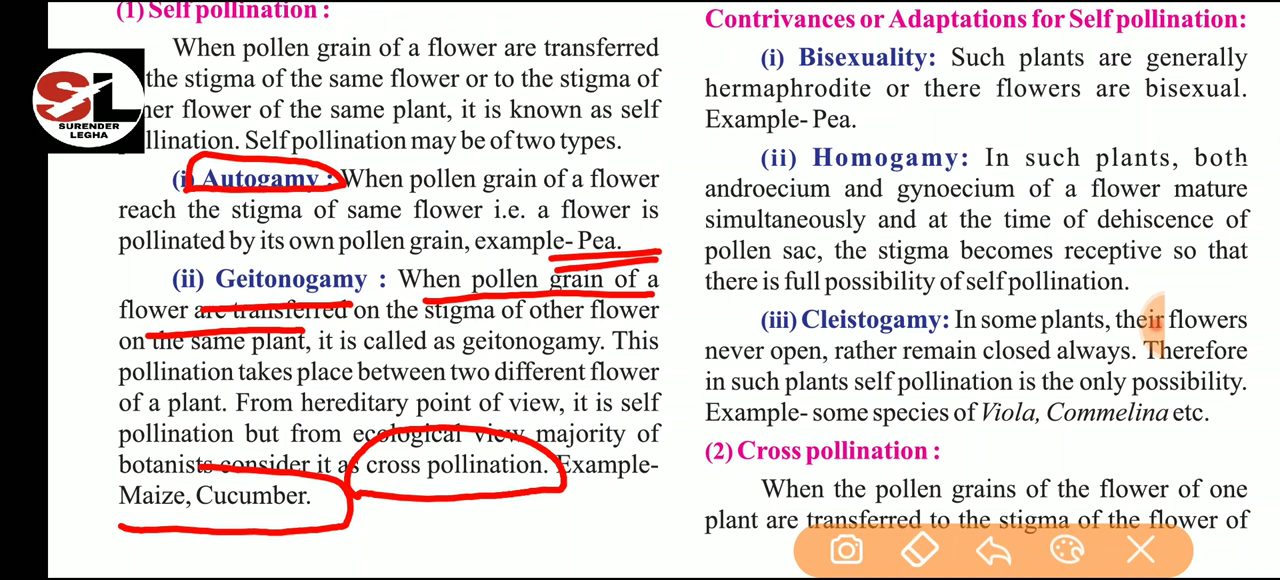 (1) Self pollination :
When pollen grain of a flower are transferred
the stigma of the same flower or to the stigma of
her flower of the same plant, it is known as self
llination. Self pollination may be of two types.
(i) Autogamy : When pollen grain of a flower
reach the stigma of same flower i.e. a flower is
pollinated by its own pollen grain, example- Pea.
(ii) Geitonogamy : When pollen grain of a
flower are transferred on the stigma of other flower
on the same plant, it is called as geitonogamy. This
pollination takes place between two different flower
of a plant. From hereditary point of view, it is self
pollination but from ecological view majority of
botanists consider it as cross pollination. Example-
Maize, Cucumber.
SL
SURENDER
LEGHA
Contrivances or Adaptations for Self pollination:
(i) Bisexuality: Such plants are generally
hermaphrodite or there flowers are bisexual.
Example- Pea.
(ii) Homogamy: In such plants, both
androecium and gynoecium of a flower mature
simultaneously and at the time of dehiscence of
pollen sac, the stigma becomes receptive so that
there is full possibility of self pollination.
(iii) Cleistogamy: In some plants, their flowers
never open, rather remain closed always. Therefore
in such plants self pollination is the only possibility.
Example- some species of Viola, Commelina etc.
(2) Cross pollination :
When the pollen grains of the flower of one
plant are transferred to the stigma of the flower of